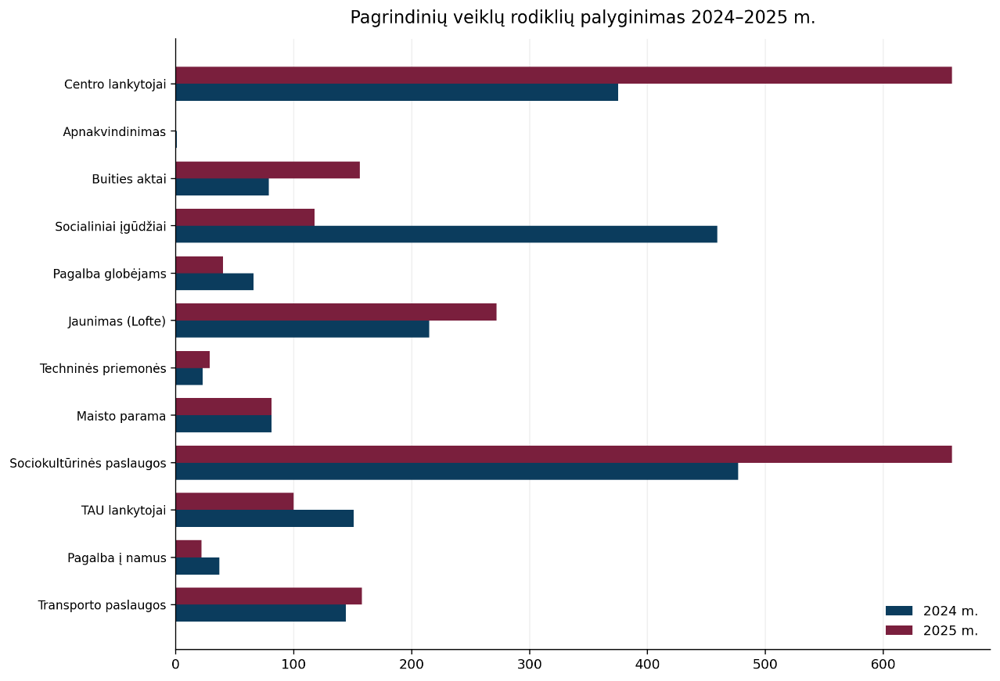 Pagrindinių veiklų rodiklių palyginimas 2024–2025 m.
Centro lankytojai
Apnakvindinimas
Buities aktai
Socialiniai įgūdžiai
Pagalba globėjams
Jaunimas (Lofte)
Techninės priemonės
Maisto parama
Sociokultūrinės paslaugos
TAU lankytojai
Pagalba į namus
Transporto paslaugos
2024 m.
2025 m.
0 100 200 300 400 500 600